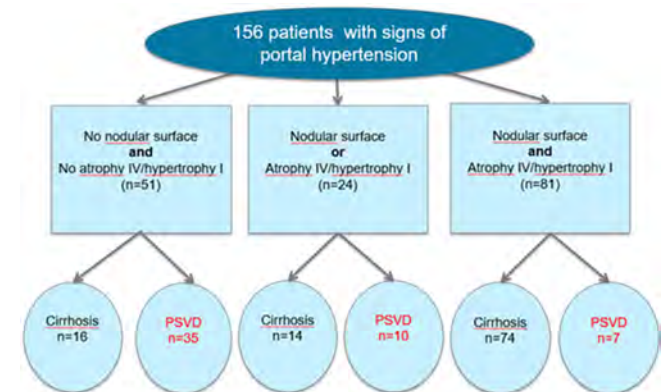 156 patients with signs of
portal hypertension
No nodular surface
and
No atrophy IV/hypertrophy I
(n=51)
Nodular surface
or
Atrophy IV/hypertrophy I
(n=24)
Nodular surface
and
Atrophy IV/hypertrophy I
(n=81)
Cirrhosis
n=16
PSVD
n=35
Cirrhosis
n=14
PSVD
n=10
Cirrhosis
n=74
PSVD
n=7